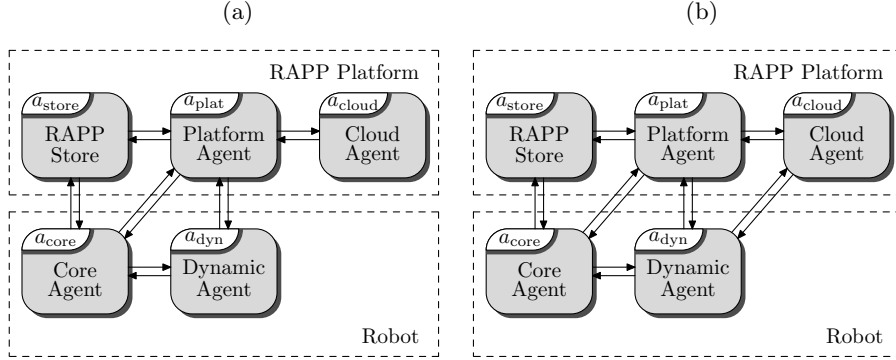 (a)
RAPP Platform
a_store
RAPP
Store
a_plat
Platform
Agent
a_cloud
Cloud
Agent
a_core
Core
Agent
a_dyn
Dynamic
Agent
Robot
(b)
RAPP Platform
a_store
RAPP
Store
a_plat
Platform
Agent
a_cloud
Cloud
Agent
a_core
Core
Agent
a_dyn
Dynamic
Agent
Robot